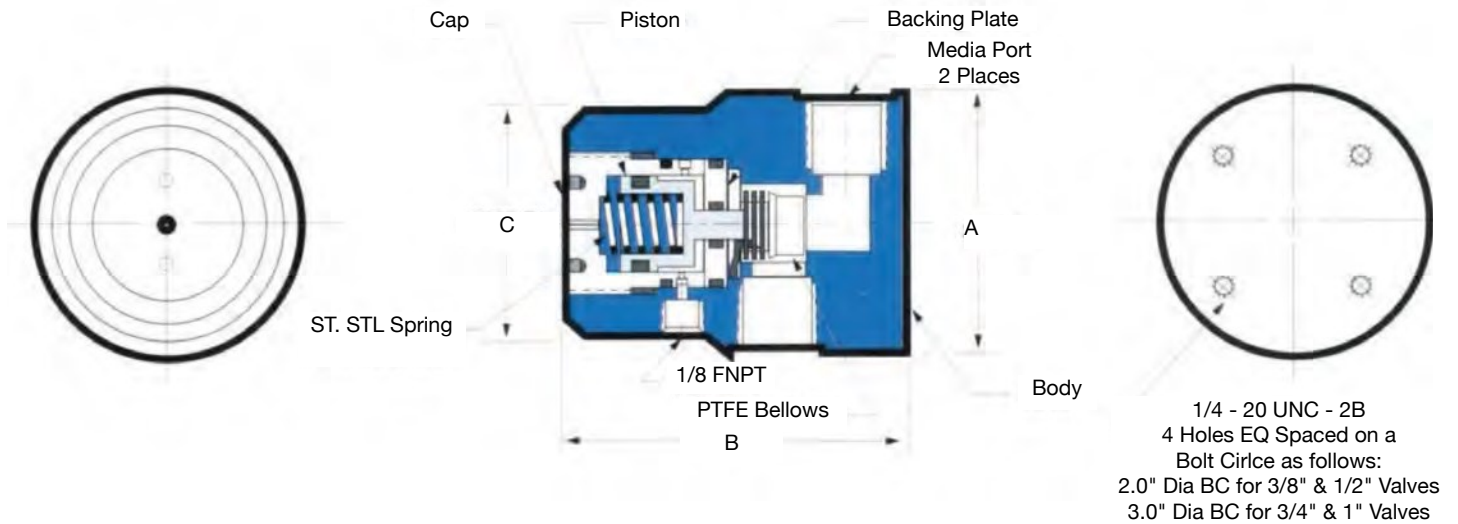 Cap
Piston
Backing Plate
Media Port
2 Places
C
A
ST. STL Spring
1/8 FNPT
PTFE Bellows
B
Body
1/4 - 20 UNC - 2B
4 Holes EQ Spaced on a
Bolt Cirlce as follows:
2.0" Dia BC for 3/8" & 1/2" Valves
3.0" Dia BC for 3/4" & 1" Valves